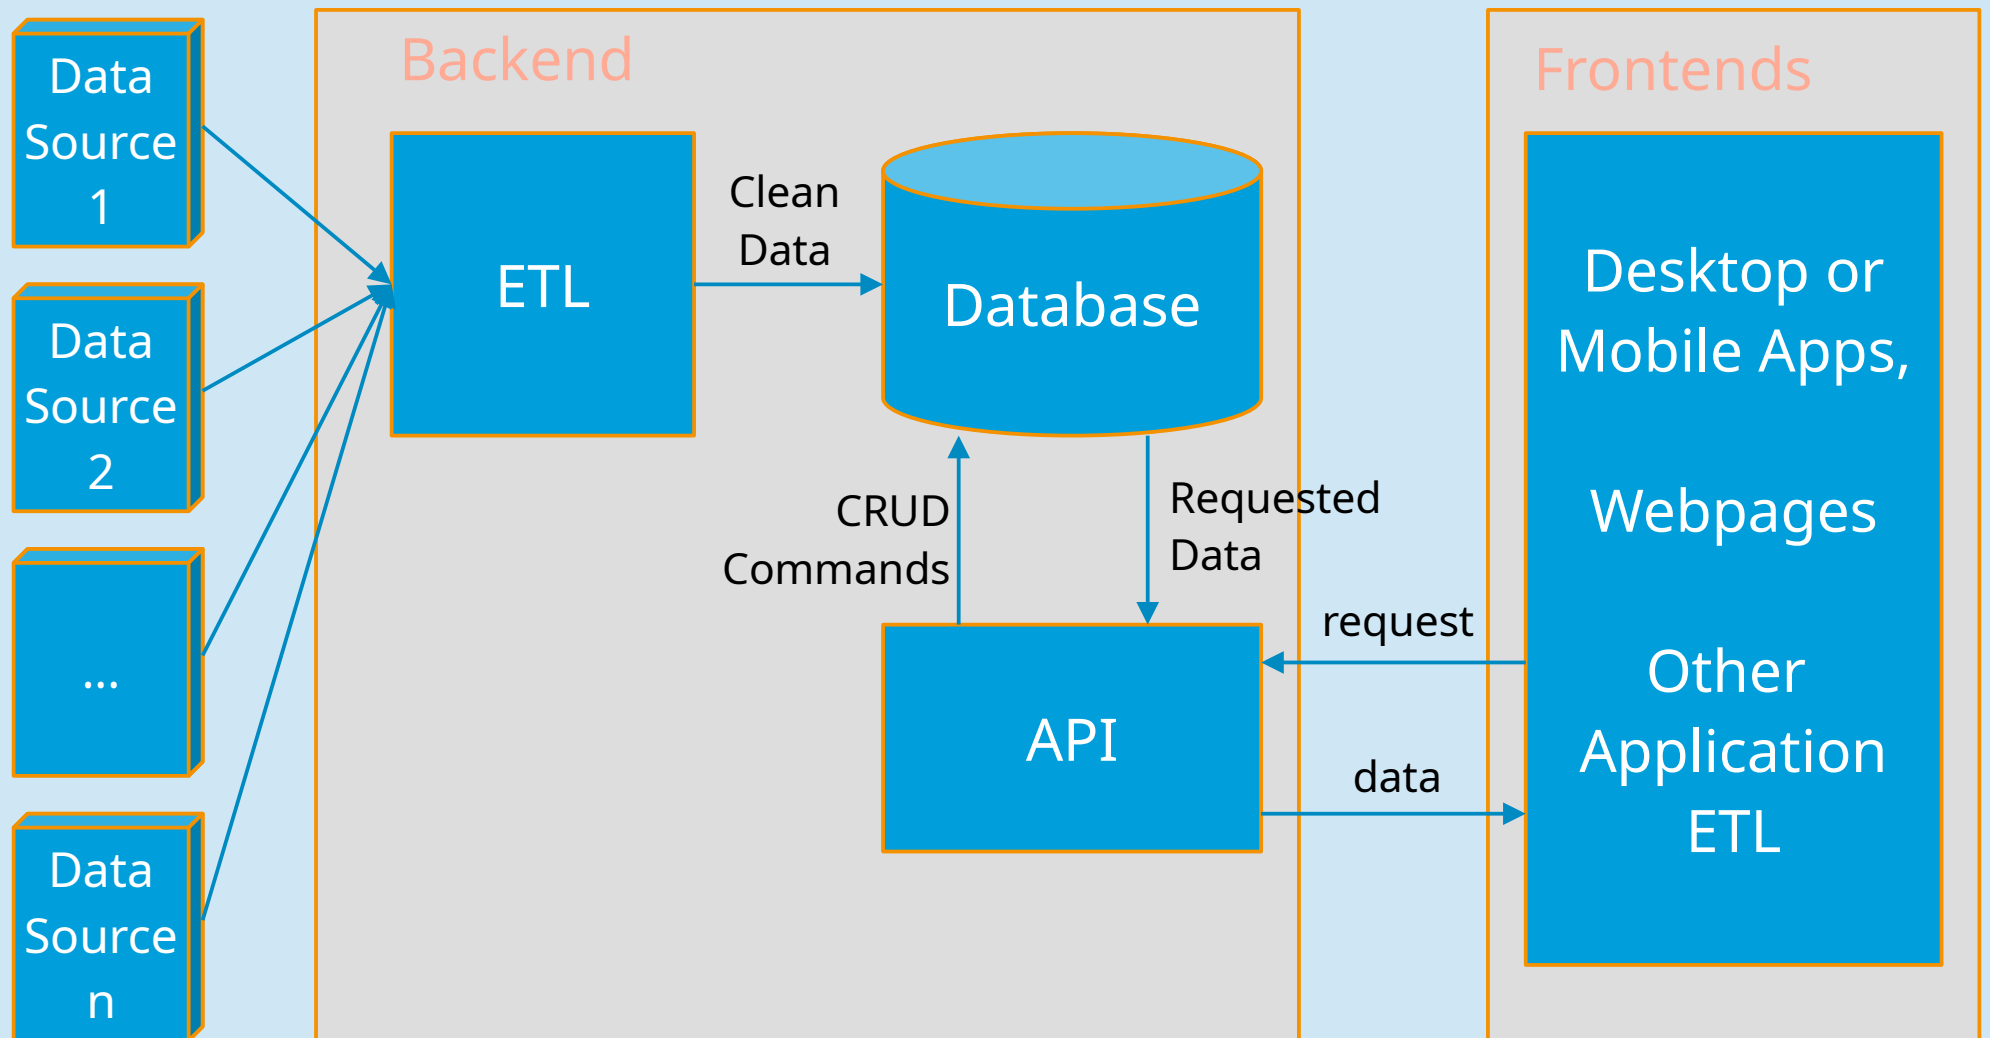 Data
Source
1
Data
Source
2
...
Data
Source
n
Backend
ETL
Clean
Data
Database
CRUD
Commands
Requested
Data
API
request
data
Frontends
Desktop or
Mobile Apps,
Webpages
Other
Application
ETL